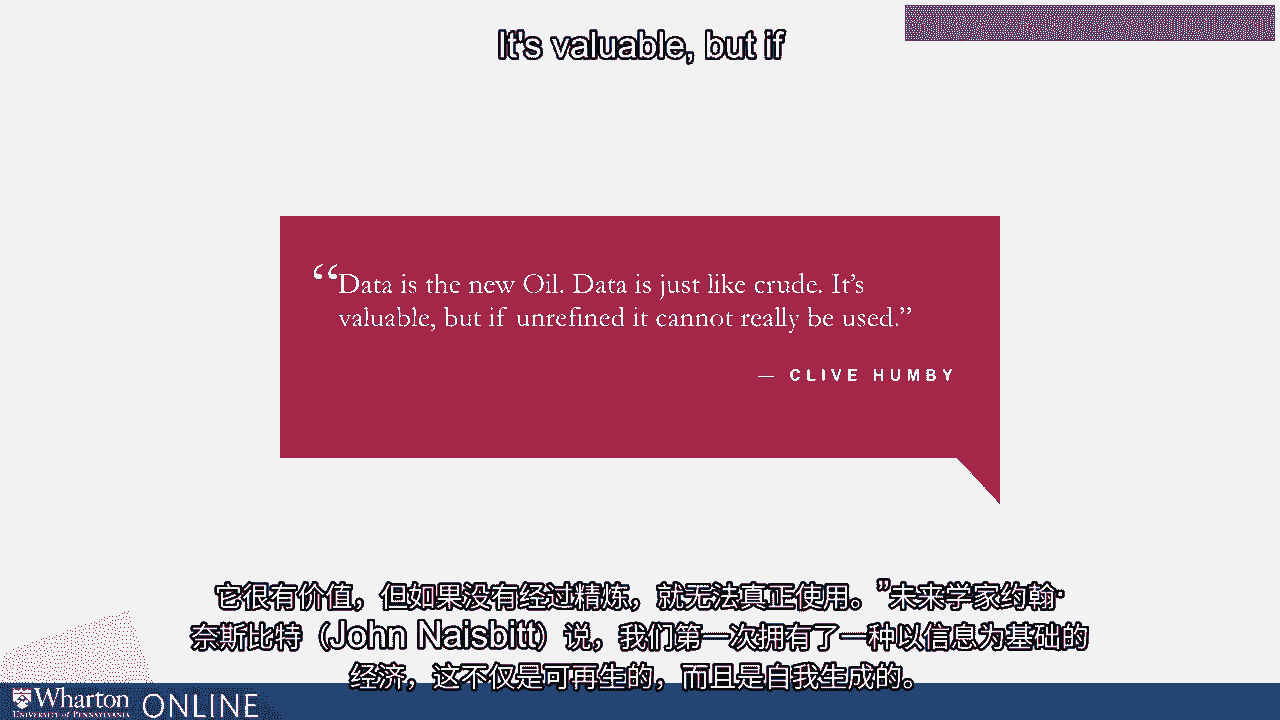 It's valuable, but if
“Data is the new Oil. Data is just like crude. It’s
valuable, but if unrefined it cannot really be used.”
— CLIVE HUMBY
它很有价值，但如果没有经过精炼，就无法真正使用。”未来学家约翰·
奈斯比特（John Naisbitt）说，我们第一次拥有了一种以信息为基础的
经济，这不仅是可再生的，而且是自我生成的。
Wharton ONLINE
UNIVERSITY of PENNSYLVANIA